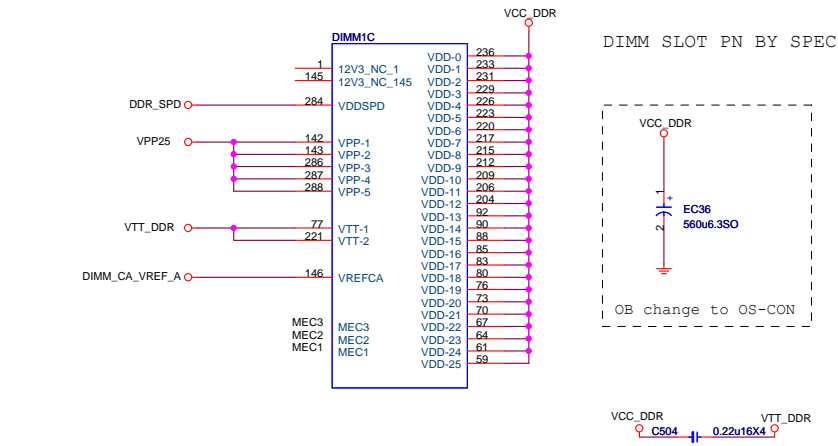 VCC_DDR
DIMM SLOT PN BY SPEC
DIMM1C
1 12V3_NC_1
145 12V3_NC_145
DDR_SPD 284 VDDSPD
VPP25 142 VPP-1
143 VPP-2
286 VPP-3
287 VPP-4
288 VPP-5
VTT_DDR 77 VTT-1
221 VTT-2
DIMM_CA_VREF_A 146 VREFCA
MEC3 MEC3
MEC2 MEC2
MEC1 MEC1
VDD-0 236
VDD-1 233
VDD-2 231
VDD-3 229
VDD-4 226
VDD-5 223
VDD-6 220
VDD-7 217
VDD-8 215
VDD-9 212
VDD-10 209
VDD-11 206
VDD-12 204
VDD-13 92
VDD-14 90
VDD-15 88
VDD-16 85
VDD-17 83
VDD-18 80
VDD-19 76
VDD-20 73
VDD-21 70
VDD-22 67
VDD-23 64
VDD-24 61
VDD-25 59
VCC_DDR
1
+
EC36
560u6.3SO
2
OB change to OS-CON
VCC_DDR VTT_DDR
C504 0.22u16X4